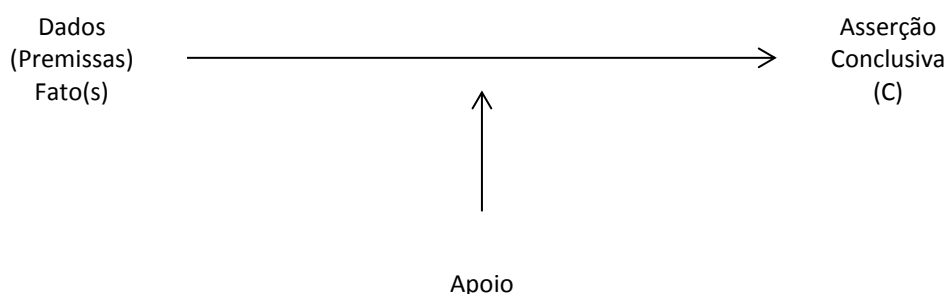 Dados
(Premissas)
Fato(s)
Asserção
Conclusiva
(C)
Apoio